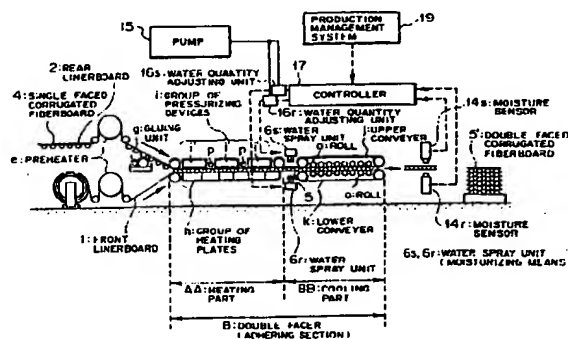 15
PUMP
PRODUCTION
MANAGEMENT
SYSTEM
19
16s: WATER QUANTITY
ADJUSTING UNIT
17
CONTROLLER
2:
REAR
LINERBOARD
4: SINGLE FACED
CORRUGATED
FIBERBOARD
i: GROUP OF
PRESSURIZING
DEVICES
16r: WATER QUANTITY
ADJUSTING UNIT
14s: MOISTURE
SENSOR
g: GLUING
UNIT
6s: WATER
SPRAY UNIT
j: UPPER
CONVEYER
o: ROLL
5': DOUBLE FACED
CORRUGATED
FIBERBOARD
e: PREHEATER
P
P
P
5
o: ROLL
1: FRONT
LINERBOARD
h: GROUP OF
HEATING
PLATES
k: LOWER
CONVEYER
6r: WATER
SPRAY UNIT
14r: MOISTURE
SENSOR
6s, 6r: WATER SPRAY UNIT
(MOISTURIZING MEANS)
AA: HEATING
PART
BB: COOLING
PART
B: DOUBLE FACER
(ADHERING SECTION)